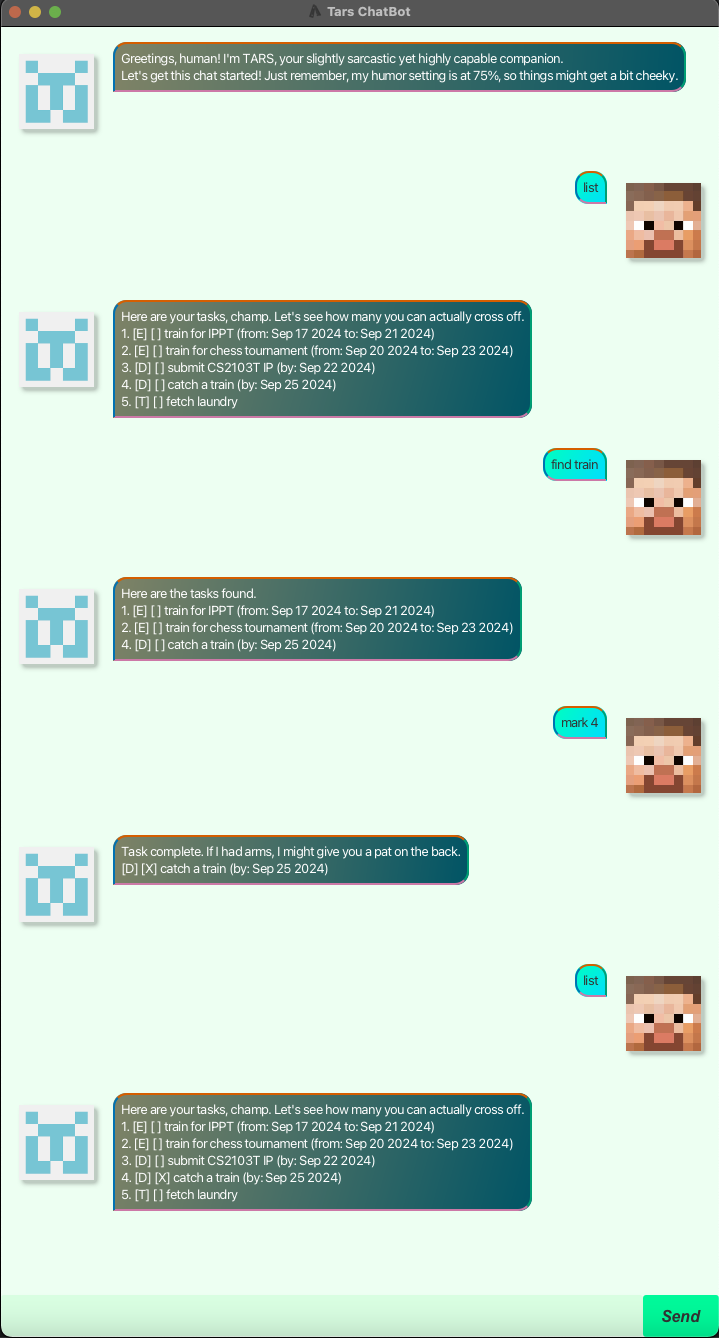 Tars ChatBot
Greetings, human! I'm TARS, your slightly sarcastic yet highly capable companion.
Let's get this chat started! Just remember, my humor setting is at 75%, so things might get a bit cheeky.
list
Here are your tasks, champ. Let's see how many you can actually cross off.
1. [E] [ ] train for IPPT (from: Sep 17 2024 to: Sep 21 2024)
2. [E] [ ] train for chess tournament (from: Sep 20 2024 to: Sep 23 2024)
3. [D] [ ] submit CS2103T IP (by: Sep 22 2024)
4. [D] [ ] catch a train (by: Sep 25 2024)
5. [T] [ ] fetch laundry
find train
Here are the tasks found.
1. [E] [ ] train for IPPT (from: Sep 17 2024 to: Sep 21 2024)
2. [E] [ ] train for chess tournament (from: Sep 20 2024 to: Sep 23 2024)
4. [D] [ ] catch a train (by: Sep 25 2024)
mark 4
Task complete. If I had arms, I might give you a pat on the back.
[D] [X] catch a train (by: Sep 25 2024)
list
Here are your tasks, champ. Let's see how many you can actually cross off.
1. [E] [ ] train for IPPT (from: Sep 17 2024 to: Sep 21 2024)
2. [E] [ ] train for chess tournament (from: Sep 20 2024 to: Sep 23 2024)
3. [D] [ ] submit CS2103T IP (by: Sep 22 2024)
4. [D] [X] catch a train (by: Sep 25 2024)
5. [T] [ ] fetch laundry
Send